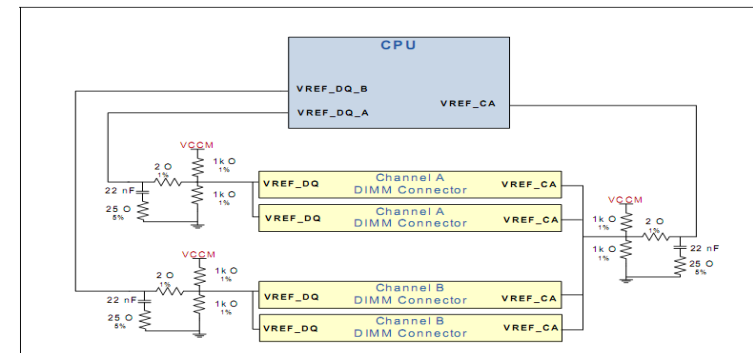 CPU
VREF_DQ_B
VREF_DQ_A
VREF_CA
VCCM
1k O
1%
2 O
1%
1k O
1%
22 nF
25 O
5%
VREF_DQ
Channel A
DIMM Connector
VREF_CA
VREF_DQ
Channel A
DIMM Connector
VREF_CA
VCCM
1k O
1%
2 O
1%
1k O
1%
22 nF
25 O
5%
VCCM
1k O
1%
2 O
1%
1k O
1%
22 nF
25 O
5%
VREF_DQ
Channel B
DIMM Connector
VREF_CA
VREF_DQ
Channel B
DIMM Connector
VREF_CA